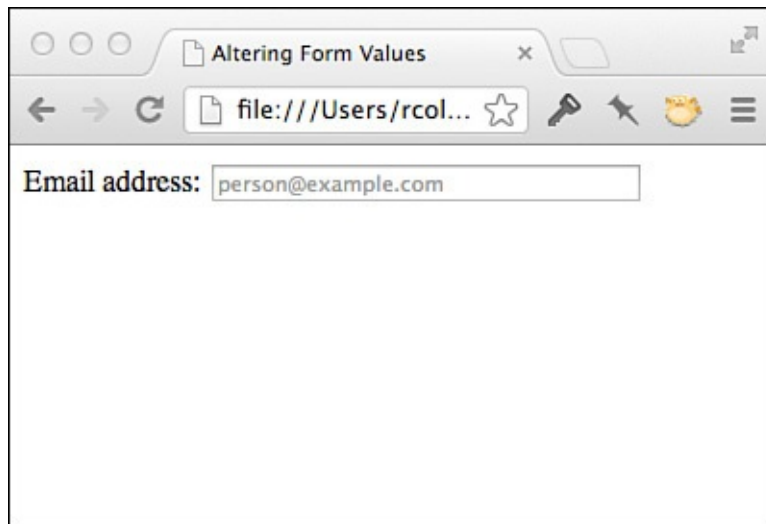 Altering Form Values
file:///Users/rcol...
Email address: person@example.com